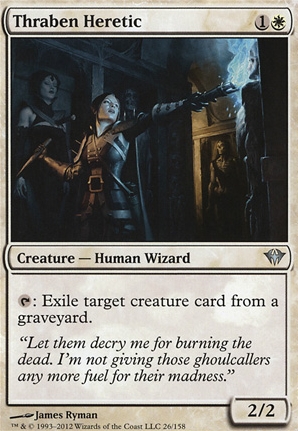 Thraben Heretic 1
Creature — Human Wizard
: Exile target creature card from a
graveyard.
“Let them decry me for burning the
dead. I’m not giving those ghoulcallers
any more fuel for their madness.”
2/2
James Ryman
™ & © 1993–2012 Wizards of the Coast LLC 26/158